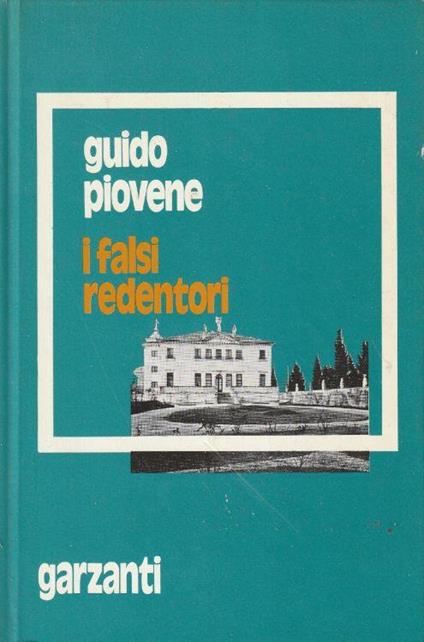 guido
piovene
i falsi
redentori
garzanti